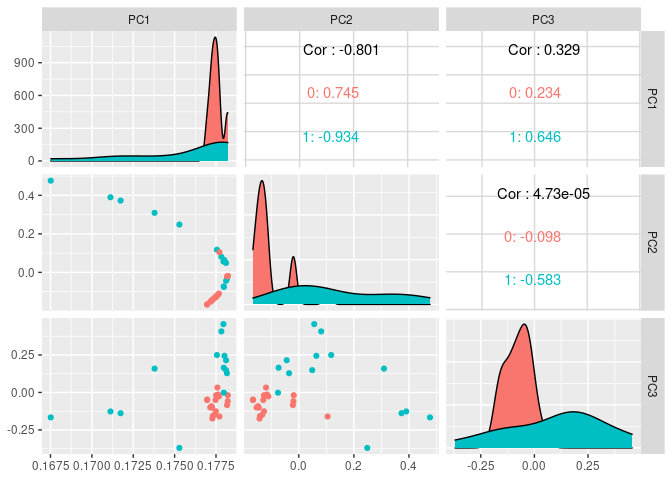 PC1 PC2 PC3
900
600
300
0
Cor : -0.801
0: 0.745
1: -0.934
Cor : 0.329
0: 0.234
1: 0.646
PC1
0.4
0.2
0.0
Cor : 4.73e-05
0: -0.098
1: -0.583
PC2
0.25
0.00
-0.25
PC3
0.1675 0.1700 0.1725 0.1750 0.1775
0.0 0.2 0.4
-0.25 0.00 0.25